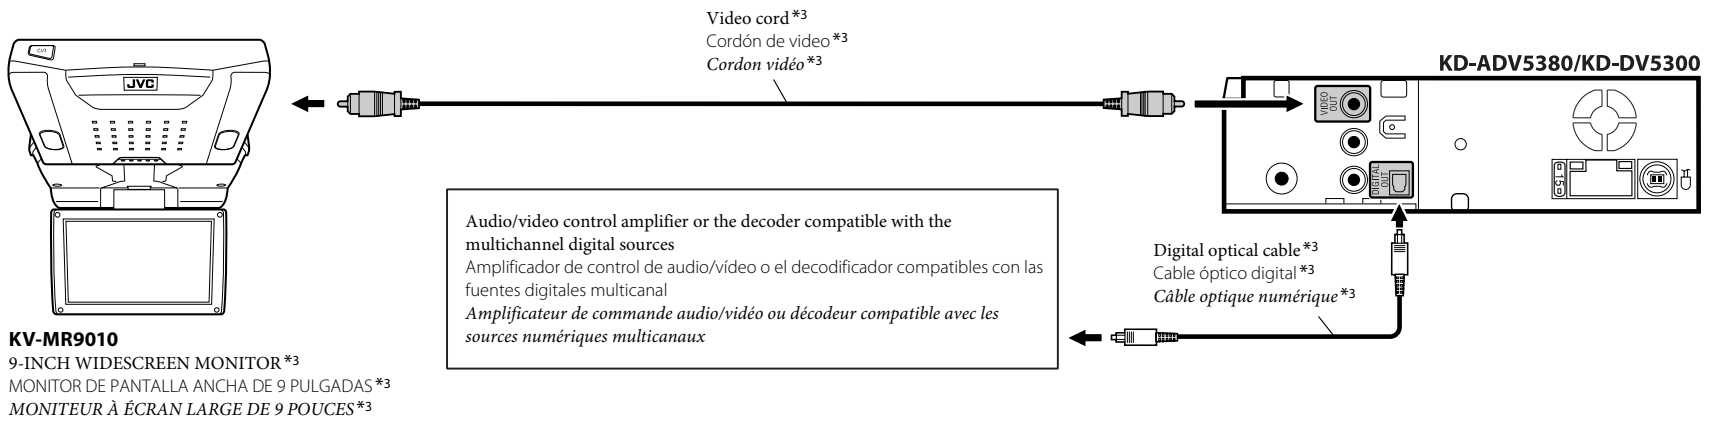 Video cord*3
Cordón de video*3
Cordon vidéo*3
KD-ADV5380/KD-DV5300
JVC
VIDEO
OUT
DIGITAL
OUT
15
Audio/video control amplifier or the decoder compatible with the
multichannel digital sources
Amplificador de control de audio/vídeo o el decodificador compatibles con las
fuentes digitales multicanal
Amplificateur de commande audio/vidéo ou décodeur compatible avec les
sources numériques multicanaux
Digital optical cable*3
Cable óptico digital*3
Câble optique numérique*3
KV-MR9010
9-INCH WIDESCREEN MONITOR*3
MONITOR DE PANTALLA ANCHA DE 9 PULGADAS*3
MONITEUR À ÉCRAN LARGE DE 9 POUCES*3